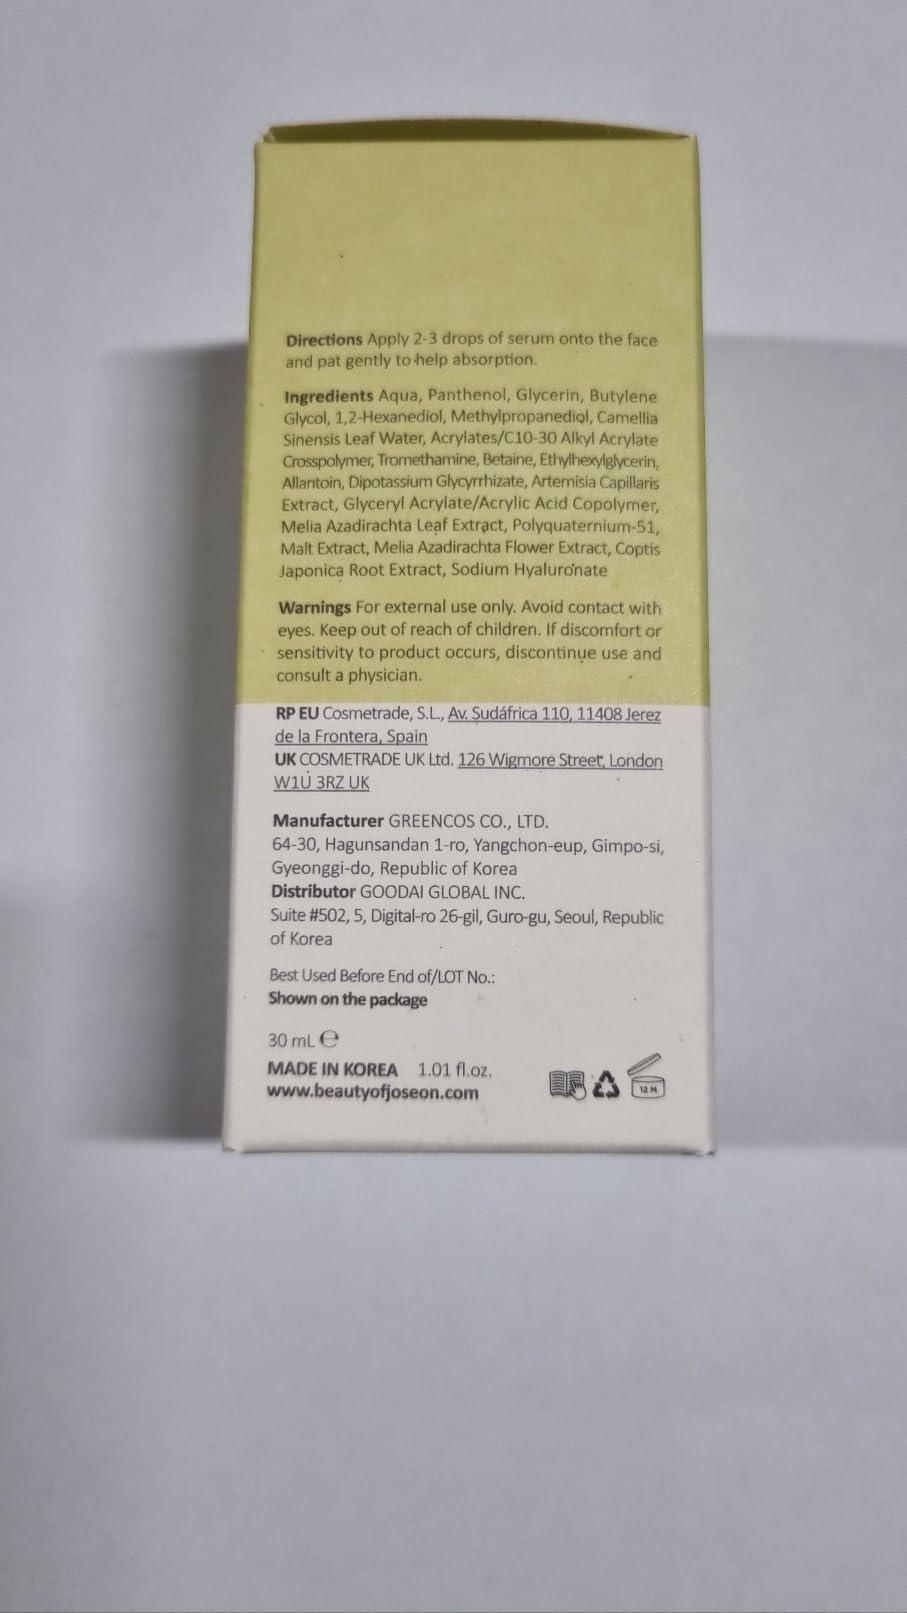 Directions Apply 2-3 drops of serum onto the face
and pat gently to help absorption.
Ingredients Aqua, Panthenol, Glycerin, Butylene
Glycol, 1,2-Hexanediol, Methylpropanediol, Camellia
Sinensis Leaf Water, Acrylates/C10-30 Alkyl Acrylate
Crosspolymer, Tromethamine, Betaine, Ethylhexylglycerin,
Allantoin, Dipotassium Glycyrrhizate, Artemisia Capillaris
Extract, Glyceryl Acrylate/Acrylic Acid Copolymer,
Melia Azadirachta Leaf Extract, Polyquaternium-51,
Malt Extract, Melia Azadirachta Flower Extract, Coptis
Japonica Root Extract, Sodium Hyaluronate
Warnings For external use only. Avoid contact with
eyes. Keep out of reach of children. If discomfort or
sensitivity to product occurs, discontinue use and
consult a physician.
RP EU Cosmetrade, S.L., Av. Sudáfrica 110, 11408 Jerez
de la Frontera, Spain
UK COSMETRADE UK Ltd. 126 Wigmore Street, London
W1U 3RZ UK
Manufacturer GREENCOS CO., LTD.
64-30, Hagunsandan 1-ro, Yangchon-eup, Gimpo-si,
Gyeonggi-do, Republic of Korea
Distributor GOODAI GLOBAL INC.
Suite #502, 5, Digital-ro 26-gil, Guro-gu, Seoul, Republic
of Korea
Best Used Before End of/LOT No.:
Shown on the package
30 mL ℮
MADE IN KOREA 1.01 fl.oz.
www.beautyofjoseon.com
12 M